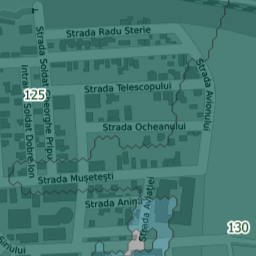 Strada Radu Sterie
Strada Soldat Gheorghe Pripu
Intrarea Soldat Dobre Ion
125
Strada Telescopului
Strada Avionului
Strada Ocheanului
Strada Mușetești
Strada Aviației
Strada Anina
130